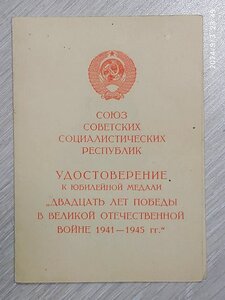 СОЮЗ
СОВЕТСКИХ
СОЦИАЛИСТИЧЕСКИХ
РЕСПУБЛИК
УДОСТОВЕРЕНИЕ
К ЮБИЛЕЙНОЙ МЕДАЛИ
„ДВАДЦАТЬ ЛЕТ ПОБЕДЫ
В ВЕЛИКОЙ ОТЕЧЕСТВЕННОЙ
ВОЙНЕ 1941—1945 гг."